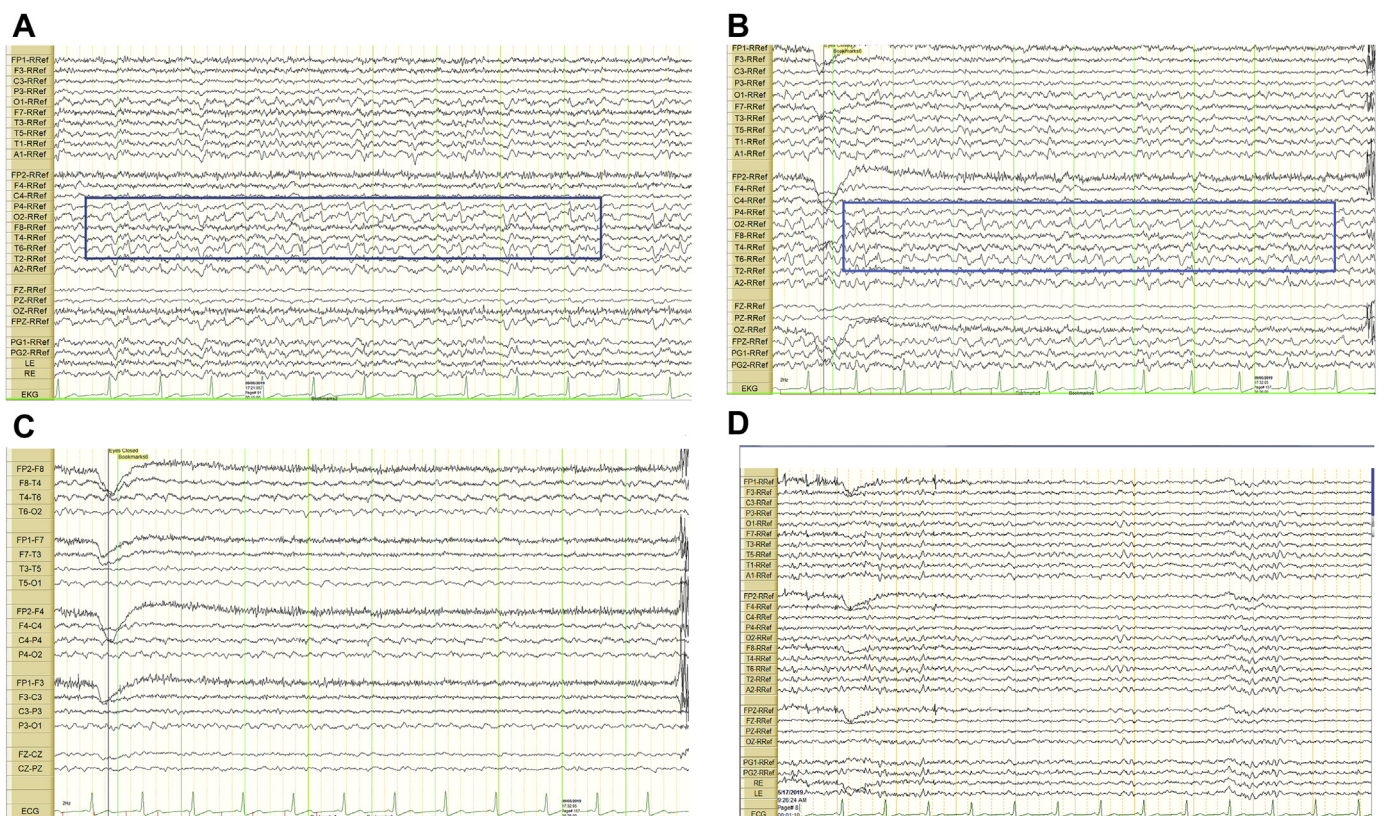 A
FP1-RRef
F3-RRef
C3-RRef
P3-RRef
O1-RRef
F7-RRef
T3-RRef
T5-RRef
T1-RRef
A1-RRef
FP2-RRef
F4-RRef
C4-RRef
P4-RRef
O2-RRef
F8-RRef
T4-RRef
T6-RRef
T2-RRef
A2-RRef
FZ-RRef
PZ-RRef
OZ-RRef
FPZ-RRef
PG1-RRef
PG2-RRef
LE
RE
EKG
B
Eyes Closed
Bookmarks6
FP1-RRef
F3-RRef
C3-RRef
P3-RRef
O1-RRef
F7-RRef
T3-RRef
T5-RRef
T1-RRef
A1-RRef
FP2-RRef
F4-RRef
C4-RRef
P4-RRef
O2-RRef
F8-RRef
T4-RRef
T6-RRef
T2-RRef
A2-RRef
FZ-RRef
PZ-RRef
OZ-RRef
FPZ-RRef
PG1-RRef
PG2-RRef
EKG
2Hz
C
Eyes Closed
Bookmarks6
FP2-F8
F8-T4
T4-T6
T6-O2
FP1-F7
F7-T3
T3-T5
T5-O1
FP2-F4
F4-C4
C4-P4
P4-O2
FP1-F3
F3-C3
C3-P3
P3-O1
FZ-CZ
CZ-PZ
ECG
2Hz
D
FP1-RRef
F3-RRef
C3-RRef
P3-RRef
O1-RRef
F7-RRef
T3-RRef
T5-RRef
T1-RRef
A1-RRef
FP2-RRef
F4-RRef
C4-RRef
P4-RRef
O2-RRef
F8-RRef
T4-RRef
T6-RRef
T2-RRef
A2-RRef
FPZ-RRef
FZ-RRef
PZ-RRef
OZ-RRef
PG1-RRef
PG2-RRef
RE
LE
ECG
9:26:24 AM